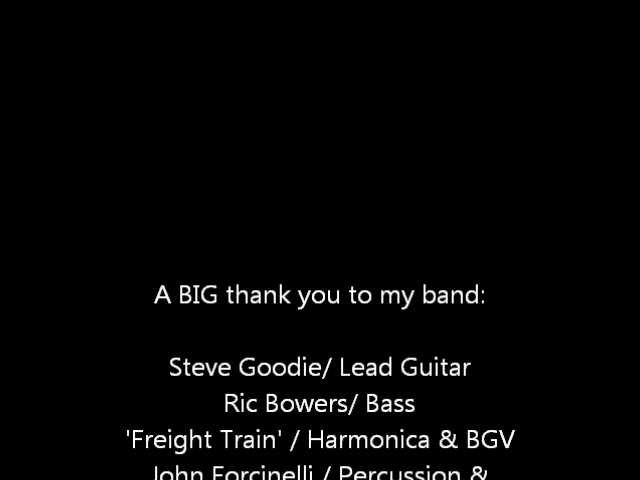 A BIG thank you to my band:
Steve Goodie/ Lead Guitar
Ric Bowers/ Bass
'Freight Train' / Harmonica & BGV
John Forcinelli / Percussion &